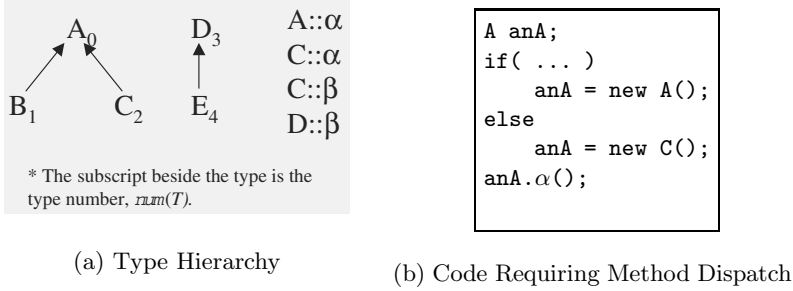 A0
D3
A::α
C::α
C::β
D::β
B1
C2
E4
* The subscript beside the type is the
type number, num(T).
(a) Type Hierarchy
A anA;
if( ... )
anA = new A();
else
anA = new C();
anA.α();
(b) Code Requiring Method Dispatch